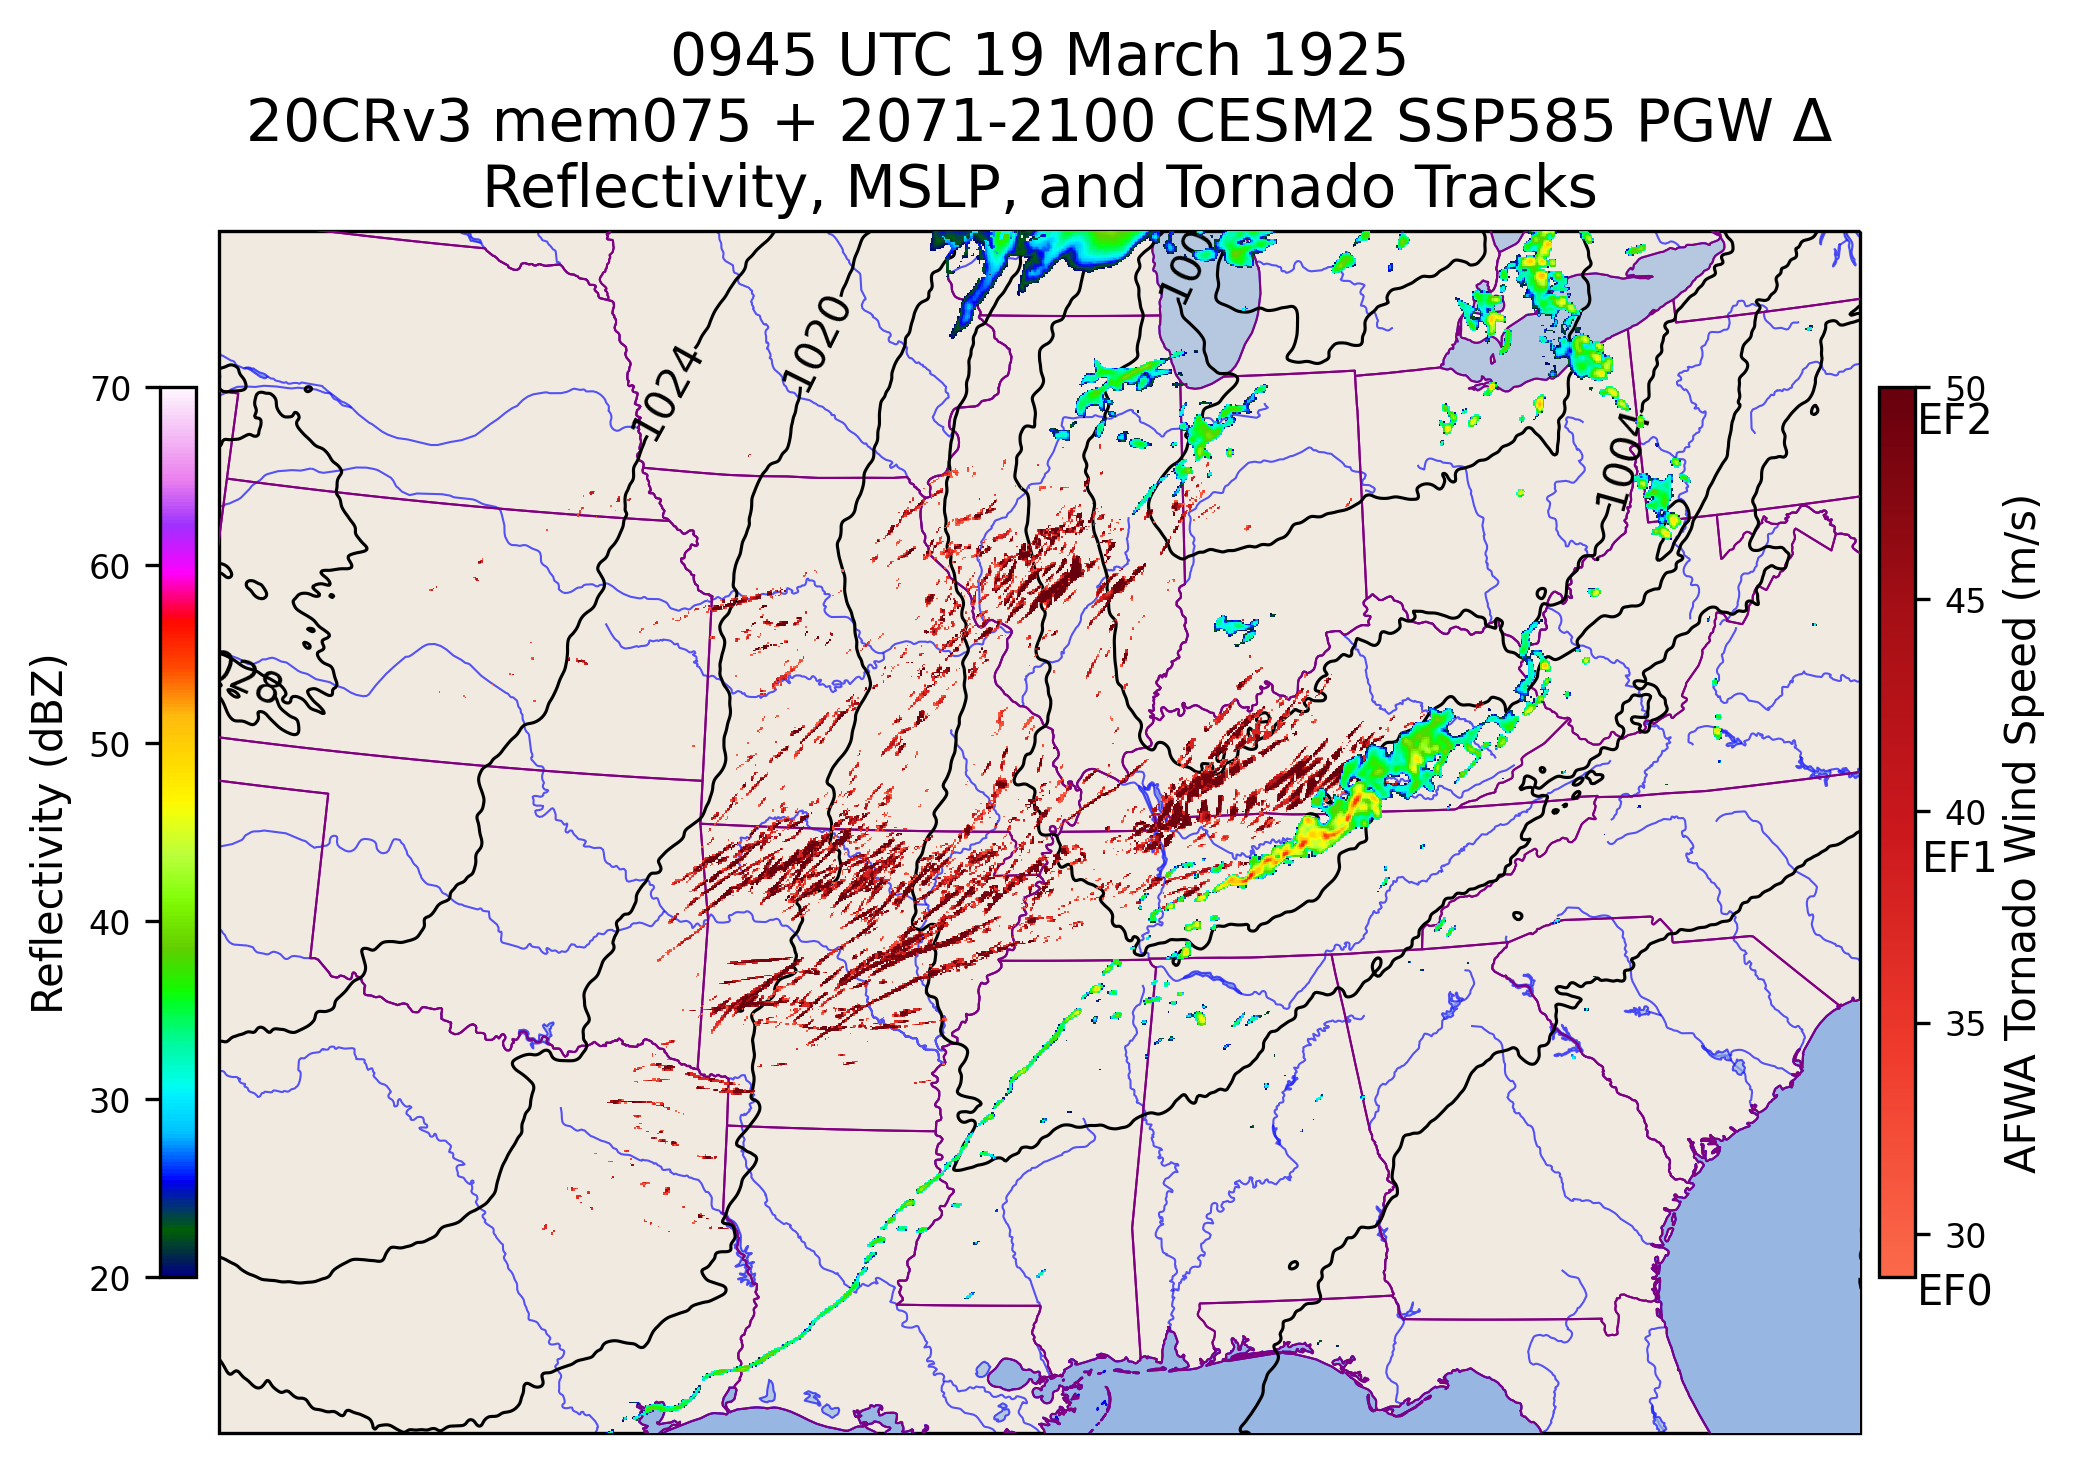 0945 UTC 19 March 1925
20CRv3 mem075 + 2071-2100 CESM2 SSP585 PGW Δ
Reflectivity, MSLP, and Tornado Tracks
Reflectivity (dBZ)
70
60
50
40
30
20
1024
1020
1004
50
EF2
45
40
EF1
35
30
EF0
AFWA Tornado Wind Speed (m/s)